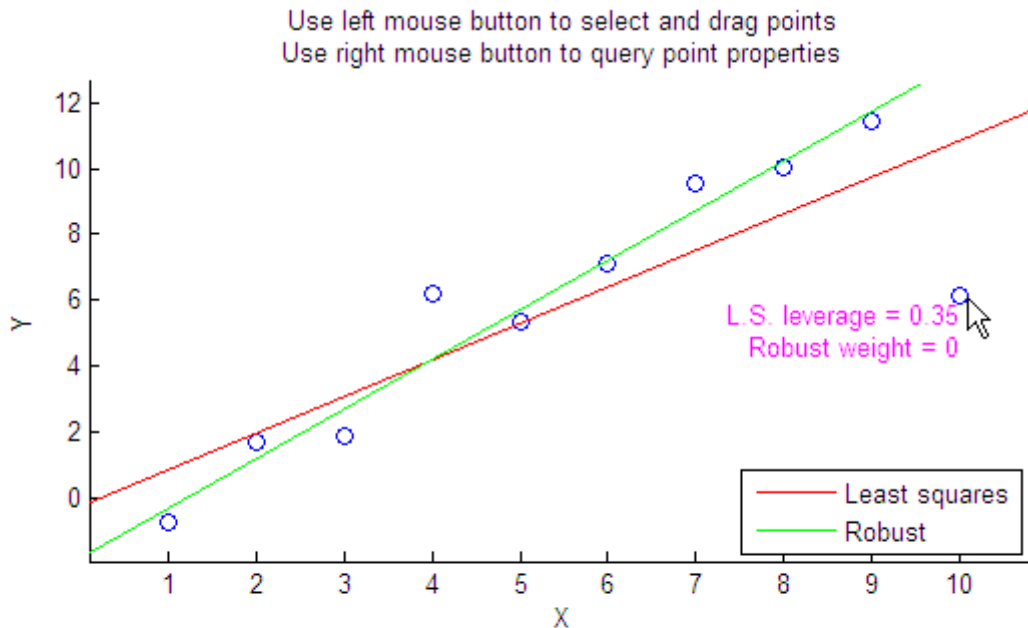 Use left mouse button to select and drag points
Use right mouse button to query point properties
12
10
8
6
4
2
0
Y
L.S. leverage = 0.35
Robust weight = 0
Least squares
Robust
1 2 3 4 5 6 7 8 9 10
X